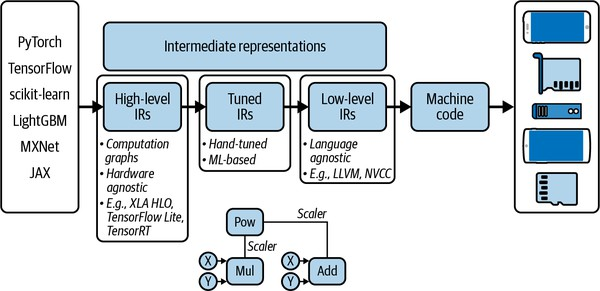 PyTorch
TensorFlow
scikit-learn
LightGBM
MXNet
JAX
Intermediate representations
High-level
IRs
• Computation
graphs
• Hardware
agnostic
• E.g., XLA HLO,
TensorFlow Lite,
TensorRT
Tuned
IRs
• Hand-tuned
• ML-based
Low-level
IRs
• Language
agnostic
• E.g., LLVM, NVCC
Machine
code
Pow
Scaler
Scaler
X
Y
Mul
X
Y
Add